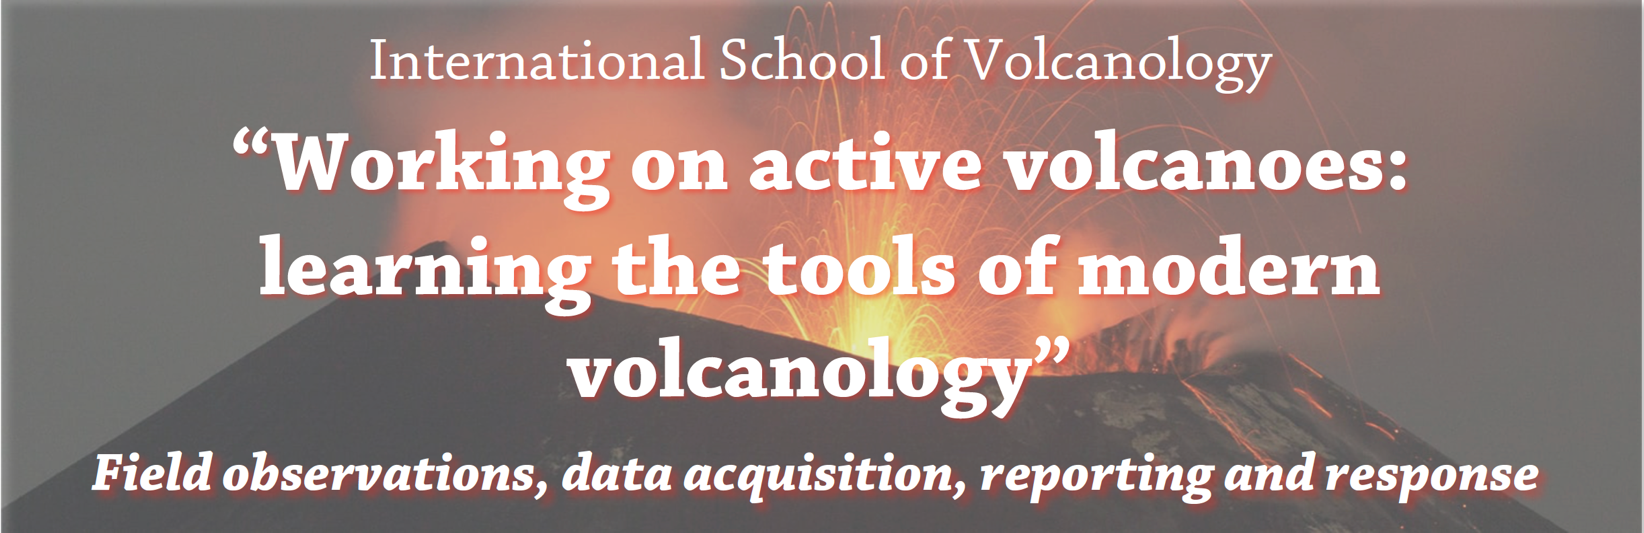 International School of Volcanology
“Working on active volcanoes:
learning the tools of modern
volcanology”
Field observations, data acquisition, reporting and response